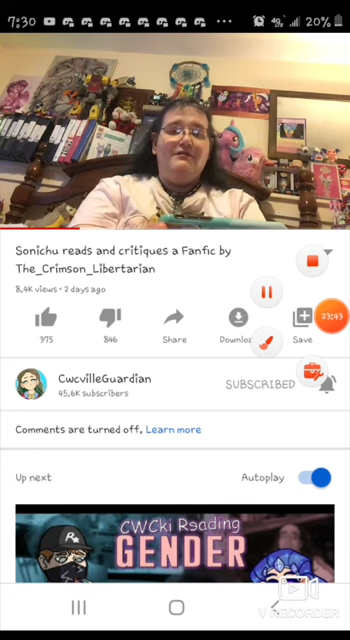 7:30 ... 4G 20%
Sonichu reads and critiques a Fanfic by
The_Crimson_Libertarian
8,4K views • 2 days ago
23:43
375 846 Share Downloa Save
CwcvilleGuardian
45,6K subscribers
SUBSCRIBED
Comments are turned off. Learn more
Up next Autoplay
CWCki Reading
GENDER
R
V RECORDER